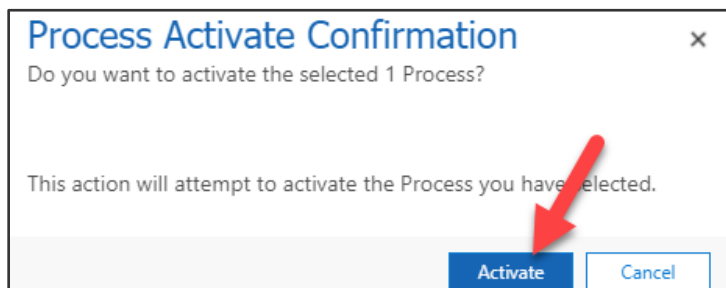 Process Activate Confirmation
Do you want to activate the selected 1 Process?
This action will attempt to activate the Process you have selected.
Activate
Cancel